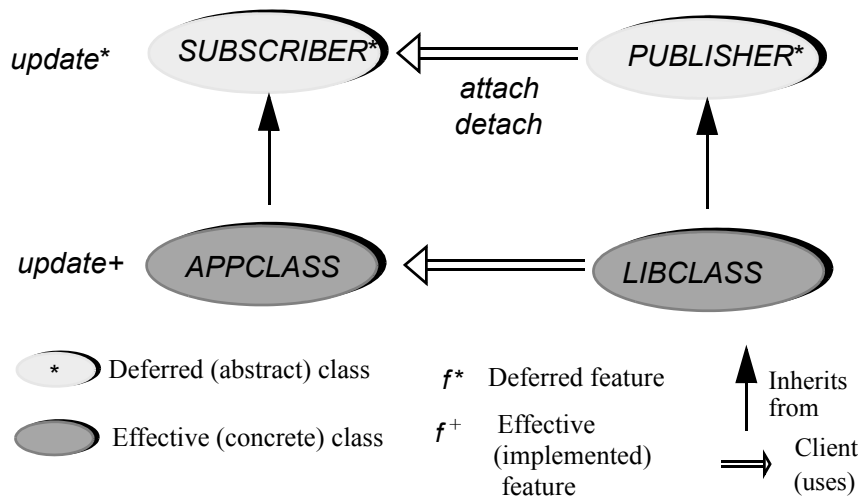 update*
SUBSCRIBER*
PUBLISHER*
attach
detach
update+
APPCLASS
LIBCLASS
* Deferred (abstract) class
f* Deferred feature
Inherits
from
Effective (concrete) class
f + Effective
(implemented)
feature
Client
(uses)